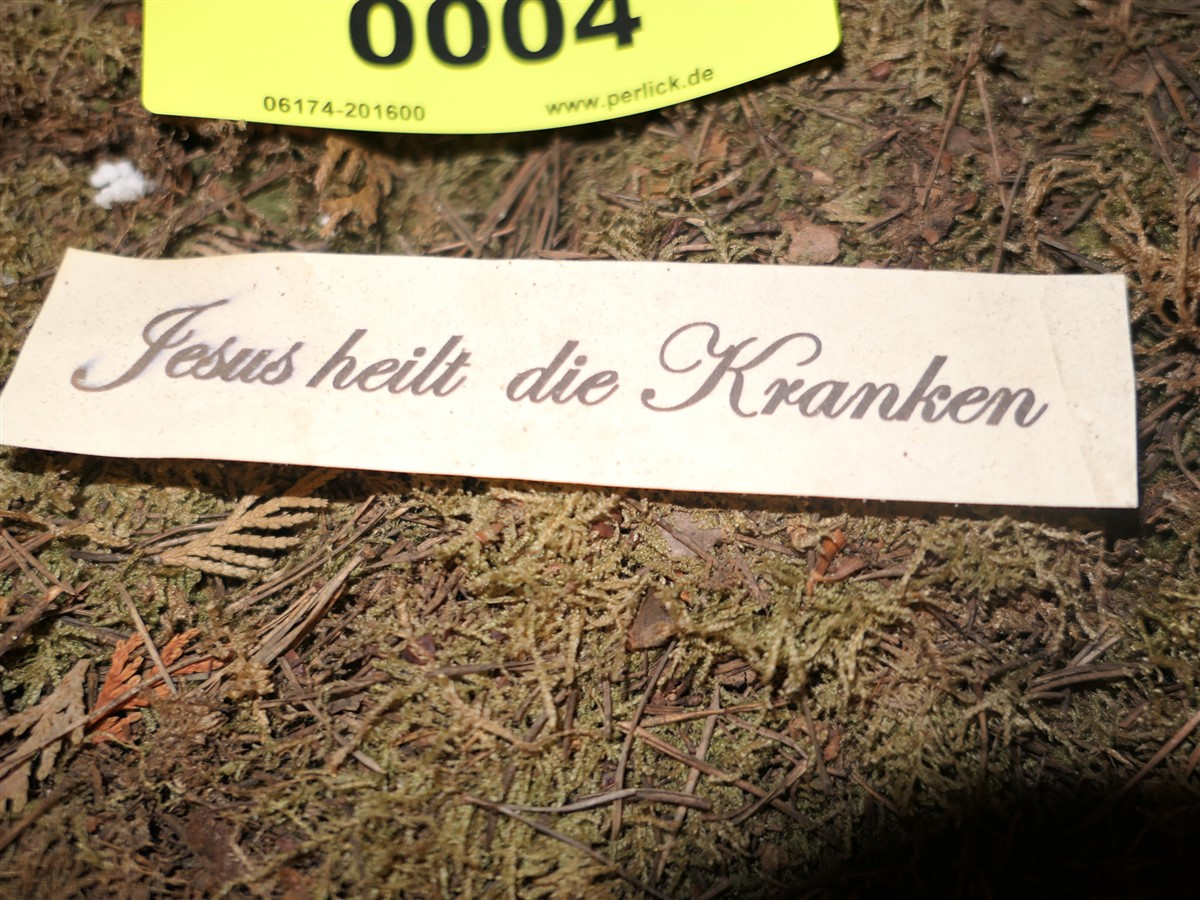 0004
06174-201600 www.perlick.de
Jesus heilt die Kranken